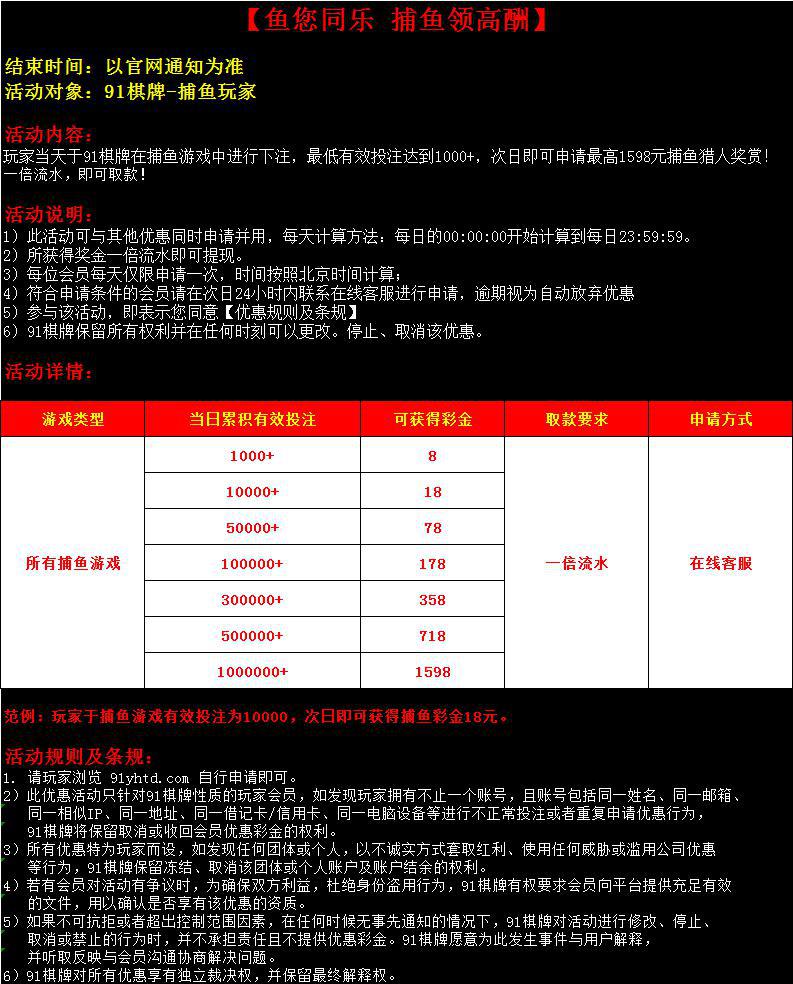 【鱼您同乐 捕鱼领高酬】
结束时间：以官网通知为准
活动对象：91棋牌-捕鱼玩家
活动内容：
玩家当天于91棋牌在捕鱼游戏中进行下注，最低有效投注达到1000+，次日即可申请最高1598元捕鱼猎人奖赏！
一倍流水，即可取款！
活动说明：
1）此活动可与其他优惠同时申请并用，每天计算方法：每日的00:00:00开始计算到每日23:59:59。
2）所获得奖金一倍流水即可提现。
3）每位会员每天仅限申请一次，时间按照北京时间计算；
4）符合申请条件的会员请在次日24小时内联系在线客服进行申请，逾期视为自动放弃优惠
5）参与该活动，即表示您同意【优惠规则及条规】
6）91棋牌保留所有权利并在任何时刻可以更改。停止、取消该优惠。
活动详情：
游戏类型 当日累积有效投注 可获得彩金 取款要求 申请方式
1000+ 8
10000+ 18
50000+ 78
所有捕鱼游戏 100000+ 178 一倍流水 在线客服
300000+ 358
500000+ 718
1000000+ 1598
范例：玩家于捕鱼游戏有效投注为10000，次日即可获得捕鱼彩金18元。
活动规则及条规：
1. 请玩家浏览 91yhtd.com 自行申请即可。
2）此优惠活动只针对91棋牌性质的玩家会员，如发现玩家拥有不止一个账号，且账号包括同一姓名、同一邮箱、
同一相似IP、同一地址、同一借记卡/信用卡、同一电脑设备等进行不正常投注或者重复申请优惠行为，
91棋牌将保留取消或收回会员优惠彩金的权利。
3）所有优惠特为玩家而设，如发现任何团体或个人，以不诚实方式套取红利、使用任何威胁或滥用公司优惠
等行为，91棋牌保留冻结、取消该团体或个人账户及账户结余的权利。
4）若有会员对活动有争议时，为确保双方利益，杜绝身份盗用行为，91棋牌有权要求会员向平台提供充足有效
的文件，用以确认是否享有该优惠的资质。
5）如果不可抗拒或者超出控制范围因素，在任何时候无事先通知的情况下，91棋牌对活动进行修改、停止、
取消或禁止的行为时，并不承担责任且不提供优惠彩金。91棋牌愿意为此发生事件与用户解释，
并听取反映与会员沟通协商解决问题。
6）91棋牌对所有优惠享有独立裁决权，并保留最终解释权。